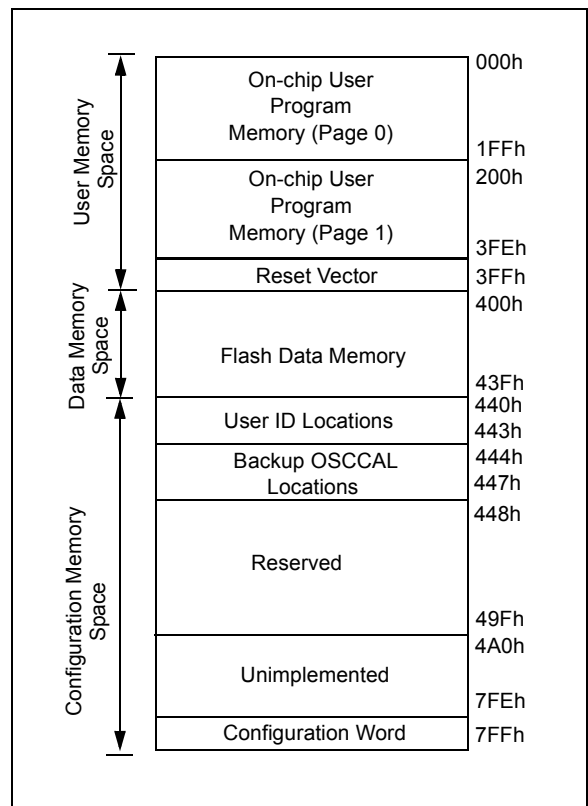 000h
On-chip User
Program
Memory (Page 0)
1FFh
200h
On-chip User
Program
Memory (Page 1)
3FEh
Reset Vector
3FFh
400h
Flash Data Memory
43Fh
440h
User ID Locations
443h
Backup OSCCAL
Locations
444h
447h
448h
Reserved
49Fh
4A0h
Unimplemented
7FEh
Configuration Word
7FFh
User Memory
Space
Data Memory
Space
Configuration Memory
Space